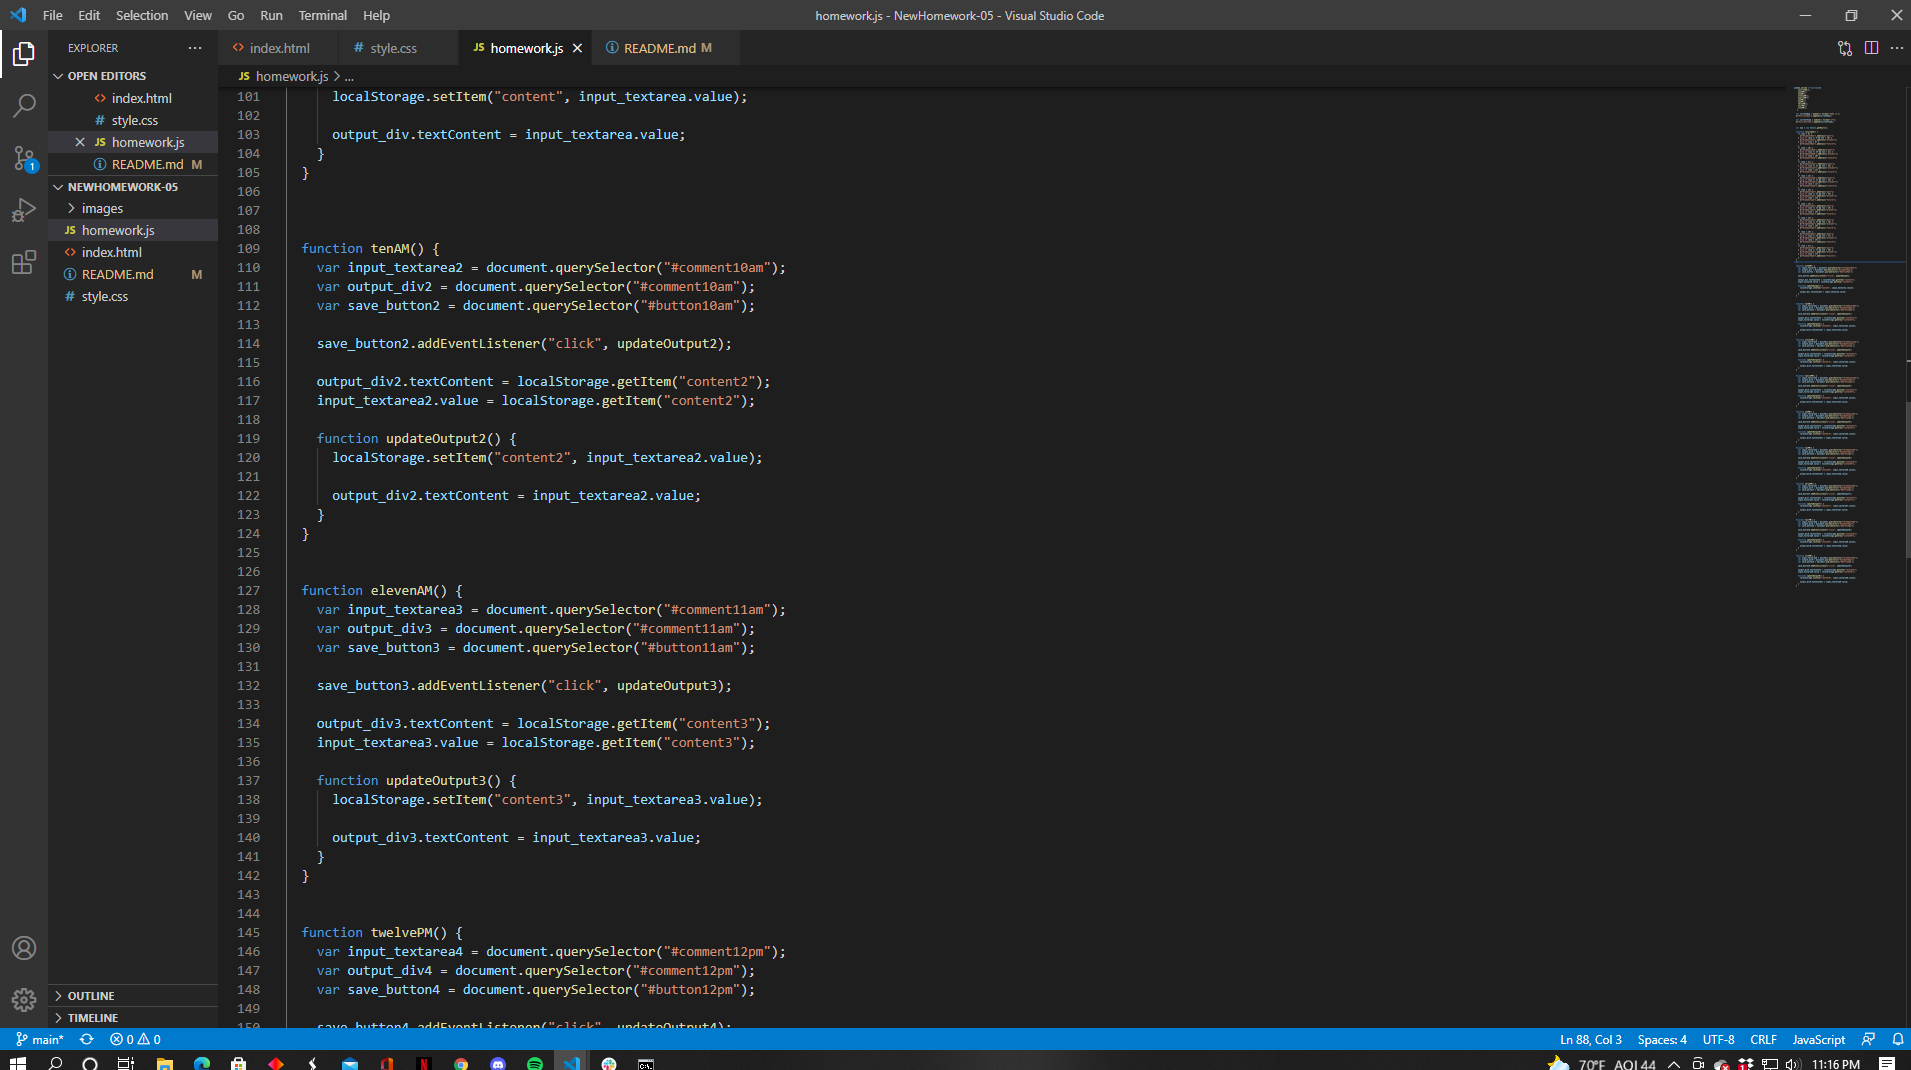 File Edit Selection View Go Run Terminal Help
homework.js - NewHomework-05 - Visual Studio Code
EXPLORER
OPEN EDITORS
index.html
style.css
JS homework.js
README.md M
NEWHOMEWORK-05
images
JS homework.js
index.html
README.md M
# style.css
OUTLINE
TIMELINE
1
<> index.html
# style.css
JS homework.js
README.md M
JS homework.js > ...
101 localStorage.setItem("content", input_textarea.value);
102
103 output_div.textContent = input_textarea.value;
104 }
105 }
106
107
108
109 function tenAM() {
110 var input_textarea2 = document.querySelector("#comment10am");
111 var output_div2 = document.querySelector("#comment10am");
112 var save_button2 = document.querySelector("#button10am");
113
114 save_button2.addEventListener("click", updateOutput2);
115
116 output_div2.textContent = localStorage.getItem("content2");
117 input_textarea2.value = localStorage.getItem("content2");
118
119 function updateOutput2() {
120 localStorage.setItem("content2", input_textarea2.value);
121
122 output_div2.textContent = input_textarea2.value;
123 }
124 }
125
126
127 function elevenAM() {
128 var input_textarea3 = document.querySelector("#comment11am");
129 var output_div3 = document.querySelector("#comment11am");
130 var save_button3 = document.querySelector("#button11am");
131
132 save_button3.addEventListener("click", updateOutput3);
133
134 output_div3.textContent = localStorage.getItem("content3");
135 input_textarea3.value = localStorage.getItem("content3");
136
137 function updateOutput3() {
138 localStorage.setItem("content3", input_textarea3.value);
139
140 output_div3.textContent = input_textarea3.value;
141 }
142 }
143
144
145 function twelvePM() {
146 var input_textarea4 = document.querySelector("#comment12pm");
147 var output_div4 = document.querySelector("#comment12pm");
148 var save_button4 = document.querySelector("#button12pm");
149
150 save_button4.addEventListener("click", updateOutput4);
main* 0 0 Ln 88, Col 3 Spaces: 4 UTF-8 CRLF JavaScript
70°F AQI 44 11:16 PM